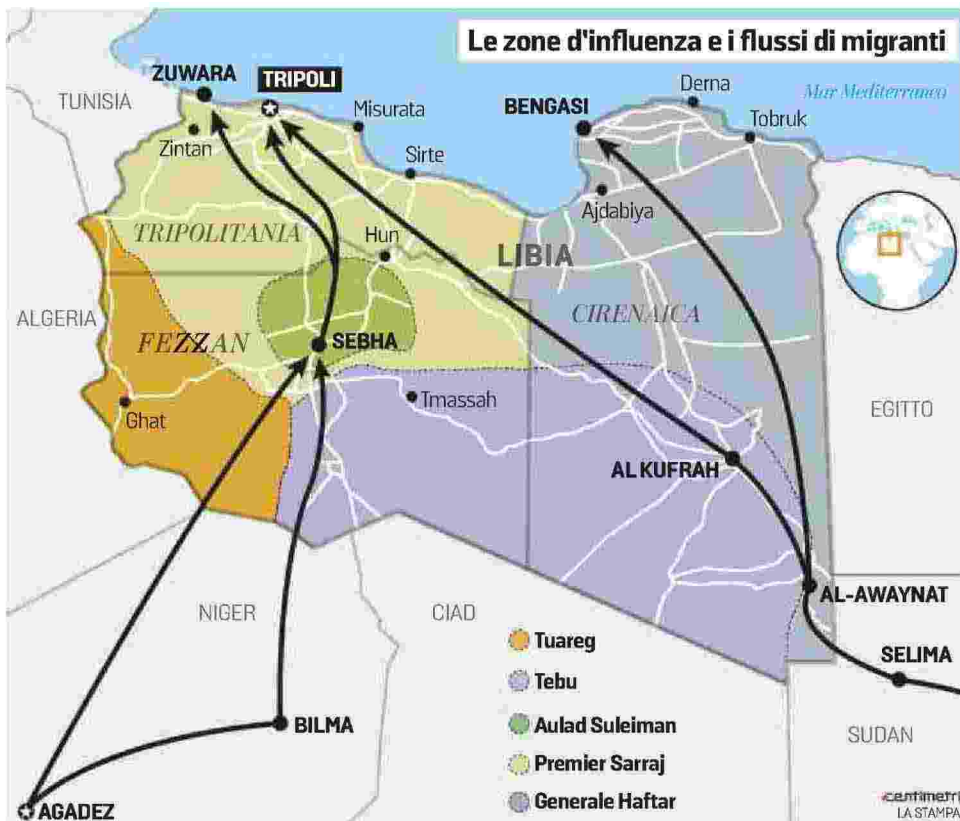 Le zone d'influenza e i flussi di migranti
ZUWARA
TRIPOLI
TUNISIA
Misurata
Zintan
Sirte
BENGASI
Derna
Mar Mediterraneo
Tobruk
Ajdabiya
TRIPOLITANIA
Hun
LIBIA
CIRENAICA
ALGERIA
FEZZAN
SEBHA
Ghat
Tmassah
EGITTO
AL KUFRAH
NIGER
CIAD
AL-AWAYNAT
SELIMA
SUDAN
BILMA
AGADEZ
Tuareg
Tebu
Aulad Suleiman
Premier Sarraj
Generale Haftar
centimetri
LA STAMPA